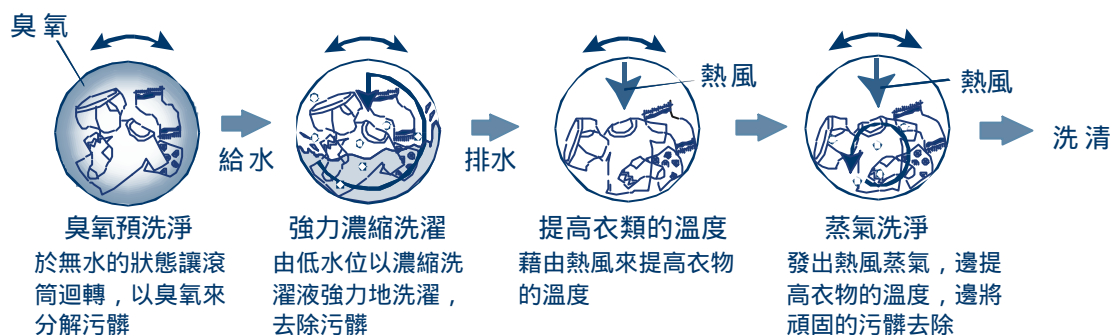 臭氧
臭氧預洗淨
於無水的狀態讓滾
筒迴轉，以臭氧來
分解污髒
給水
強力濃縮洗濯
由低水位以濃縮洗
濯液強力地洗濯，
去除污髒
排水
熱風
提高衣類的溫度
藉由熱風來提高衣物
的溫度
熱風
蒸氣洗淨
發出熱風蒸氣，邊提
高衣物的溫度，邊將
頑固的污髒去除
洗清